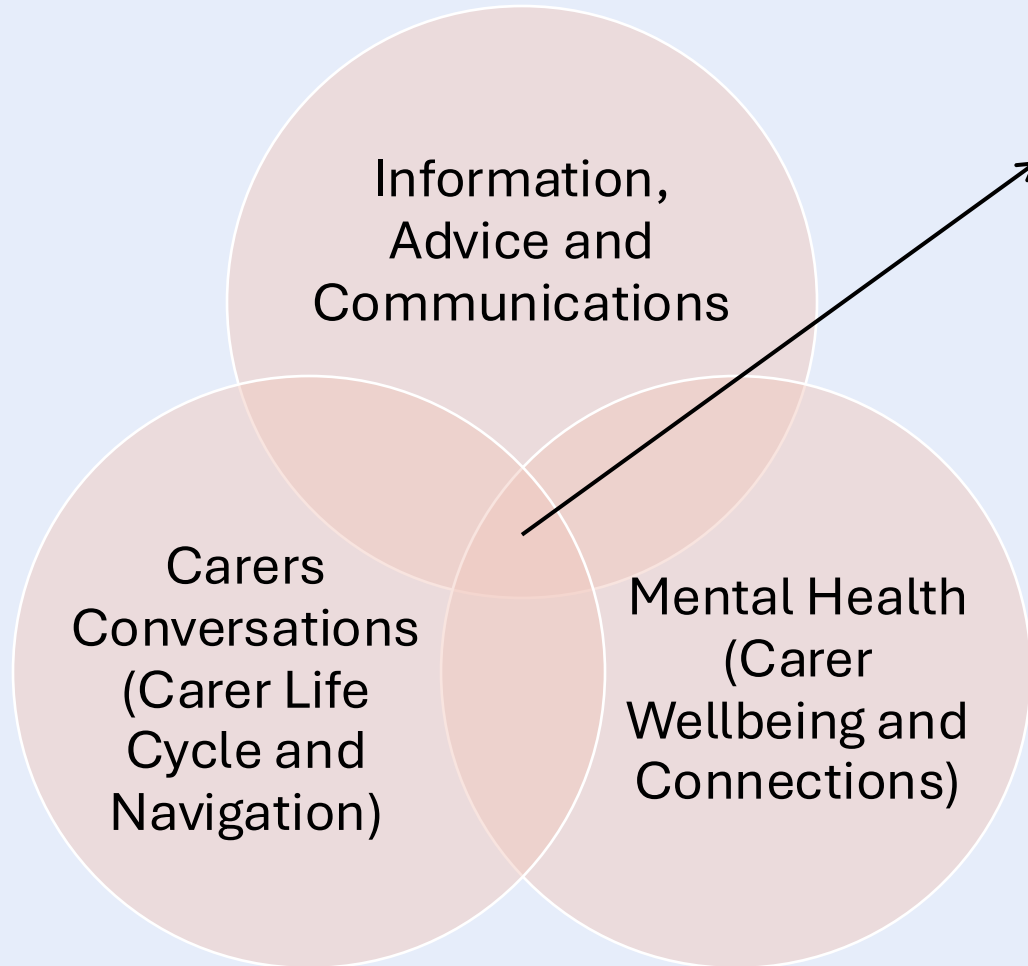 Information,
Advice and
Communications
Carers
Conversations
(Carer Life
Cycle and
Navigation)
Mental Health
(Carer
Wellbeing and
Connections)